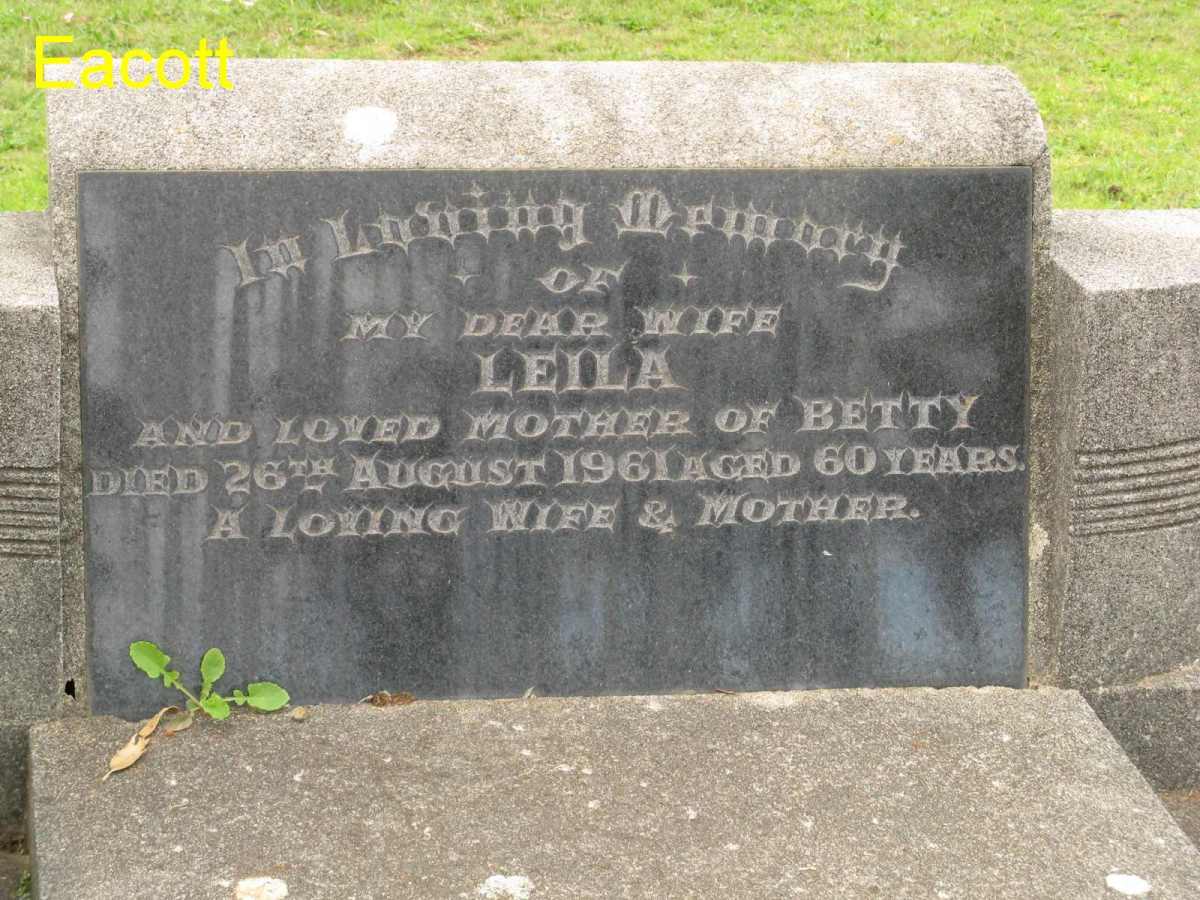 Eacott
In Loving Memory
OF
MY DEAR WIFE
LEILA
AND LOVED MOTHER OF BETTY
DIED 26TH AUGUST 1961 AGED 60 YEARS.
A LOVING WIFE & MOTHER.